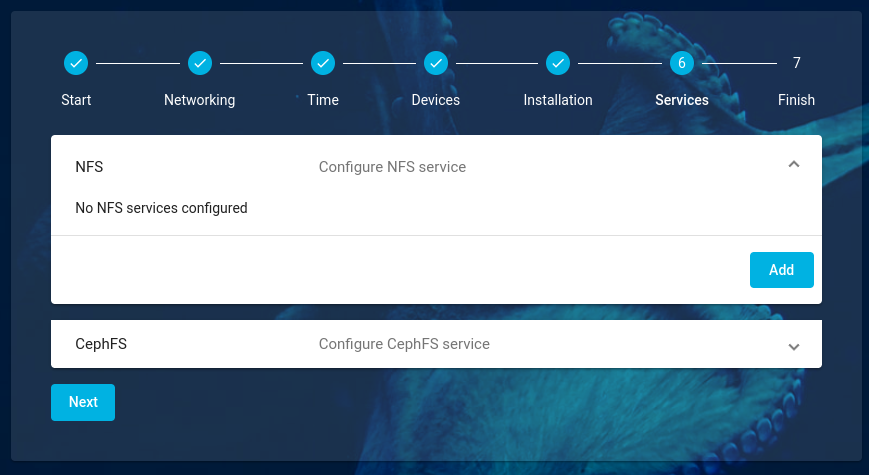 6 7
Start Networking Time Devices Installation Services Finish
NFS Configure NFS service
No NFS services configured
Add
CephFS Configure CephFS service
Next